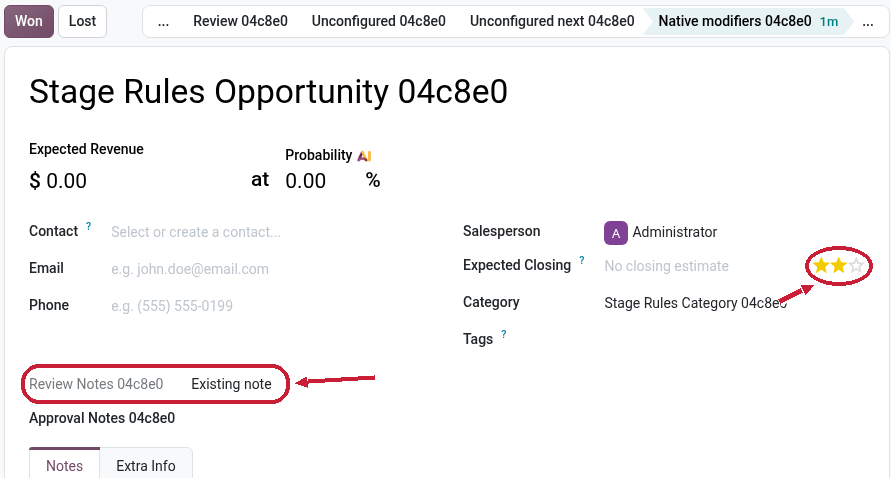 Won Lost ... Review 04c8e0 Unconfigured 04c8e0 Unconfigured next 04c8e0 Native modifiers 04c8e0 1m ...
Stage Rules Opportunity 04c8e0
Expected Revenue
Probability AI
$ 0.00 at 0.00 %
Contact ? Select or create a contact...
Salesperson A Administrator
Email e.g. john.doe@email.com
Expected Closing ? No closing estimate
Phone e.g. (555) 555-0199
Category Stage Rules Category 04c8e0
Tags ?
Review Notes 04c8e0 Existing note
Approval Notes 04c8e0
Notes Extra Info